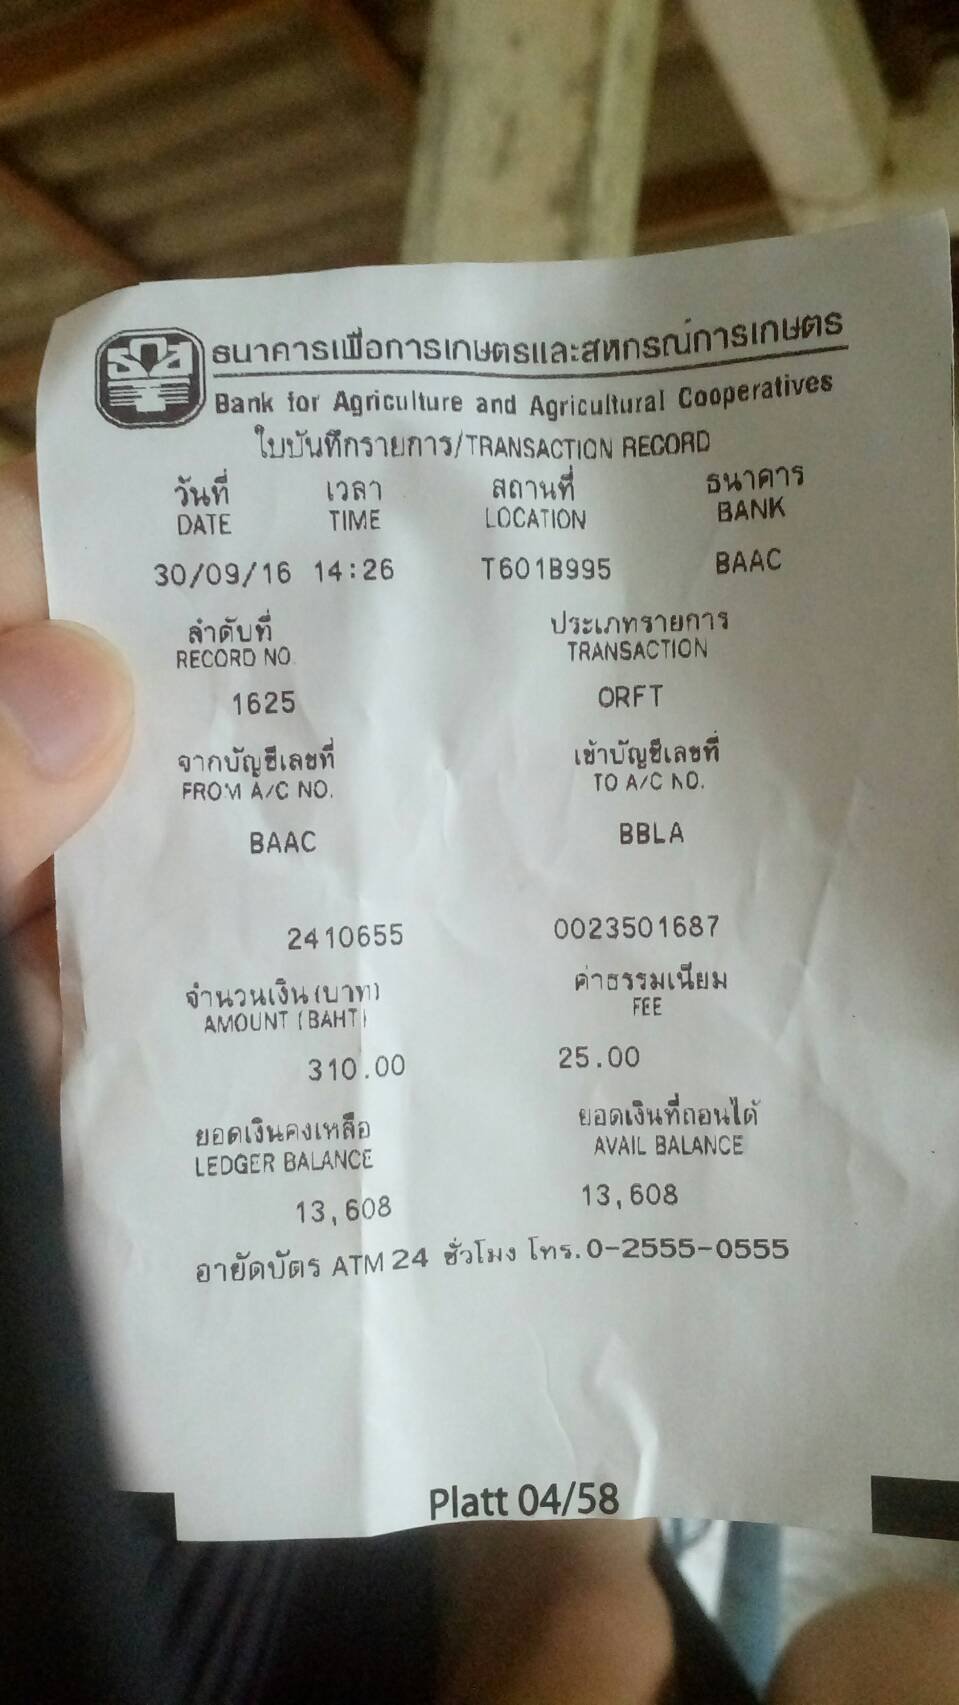 ธกส
ธนาคารเพื่อการเกษตรและสหกรณ์การเกษตร
Bank for Agriculture and Agricultural Cooperatives
ใบบันทึกรายการ/TRANSACTION RECORD
วันที่ เวลา สถานที่ ธนาคาร
DATE TIME LOCATION BANK
30/09/16 14:26 T601B995 BAAC
ลำดับที่ ประเภทรายการ
RECORD NO. TRANSACTION
1625 ORFT
จากบัญชีเลขที่ เข้าบัญชีเลขที่
FROM A/C NO. TO A/C NO.
BAAC BBLA
2410655 0023501687
จำนวนเงิน(บาท) ค่าธรรมเนียม
AMOUNT (BAHT) FEE
310.00 25.00
ยอดเงินคงเหลือ ยอดเงินที่ถอนได้
LEDGER BALANCE AVAIL BALANCE
13,608 13,608
อายัดบัตร ATM 24 ชั่วโมง โทร. 0-2555-0555
Platt 04/58